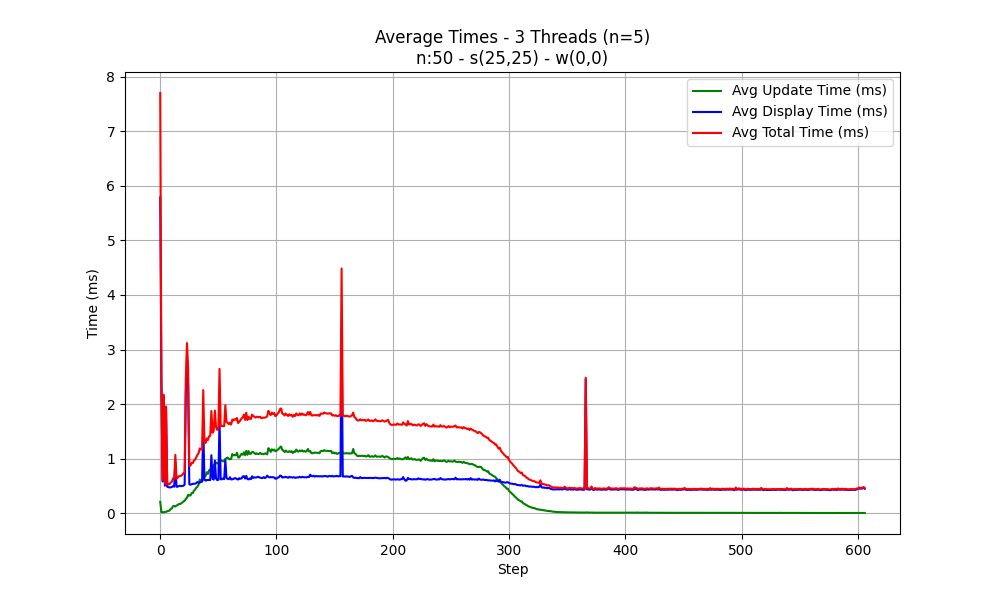 Average Times - 3 Threads (n=5)
n:50 - s(25,25) - w(0,0)
Avg Update Time (ms)
Avg Display Time (ms)
Avg Total Time (ms)
Time (ms)
8
7
6
5
4
3
2
1
0
0 100 200 300 400 500 600
Step